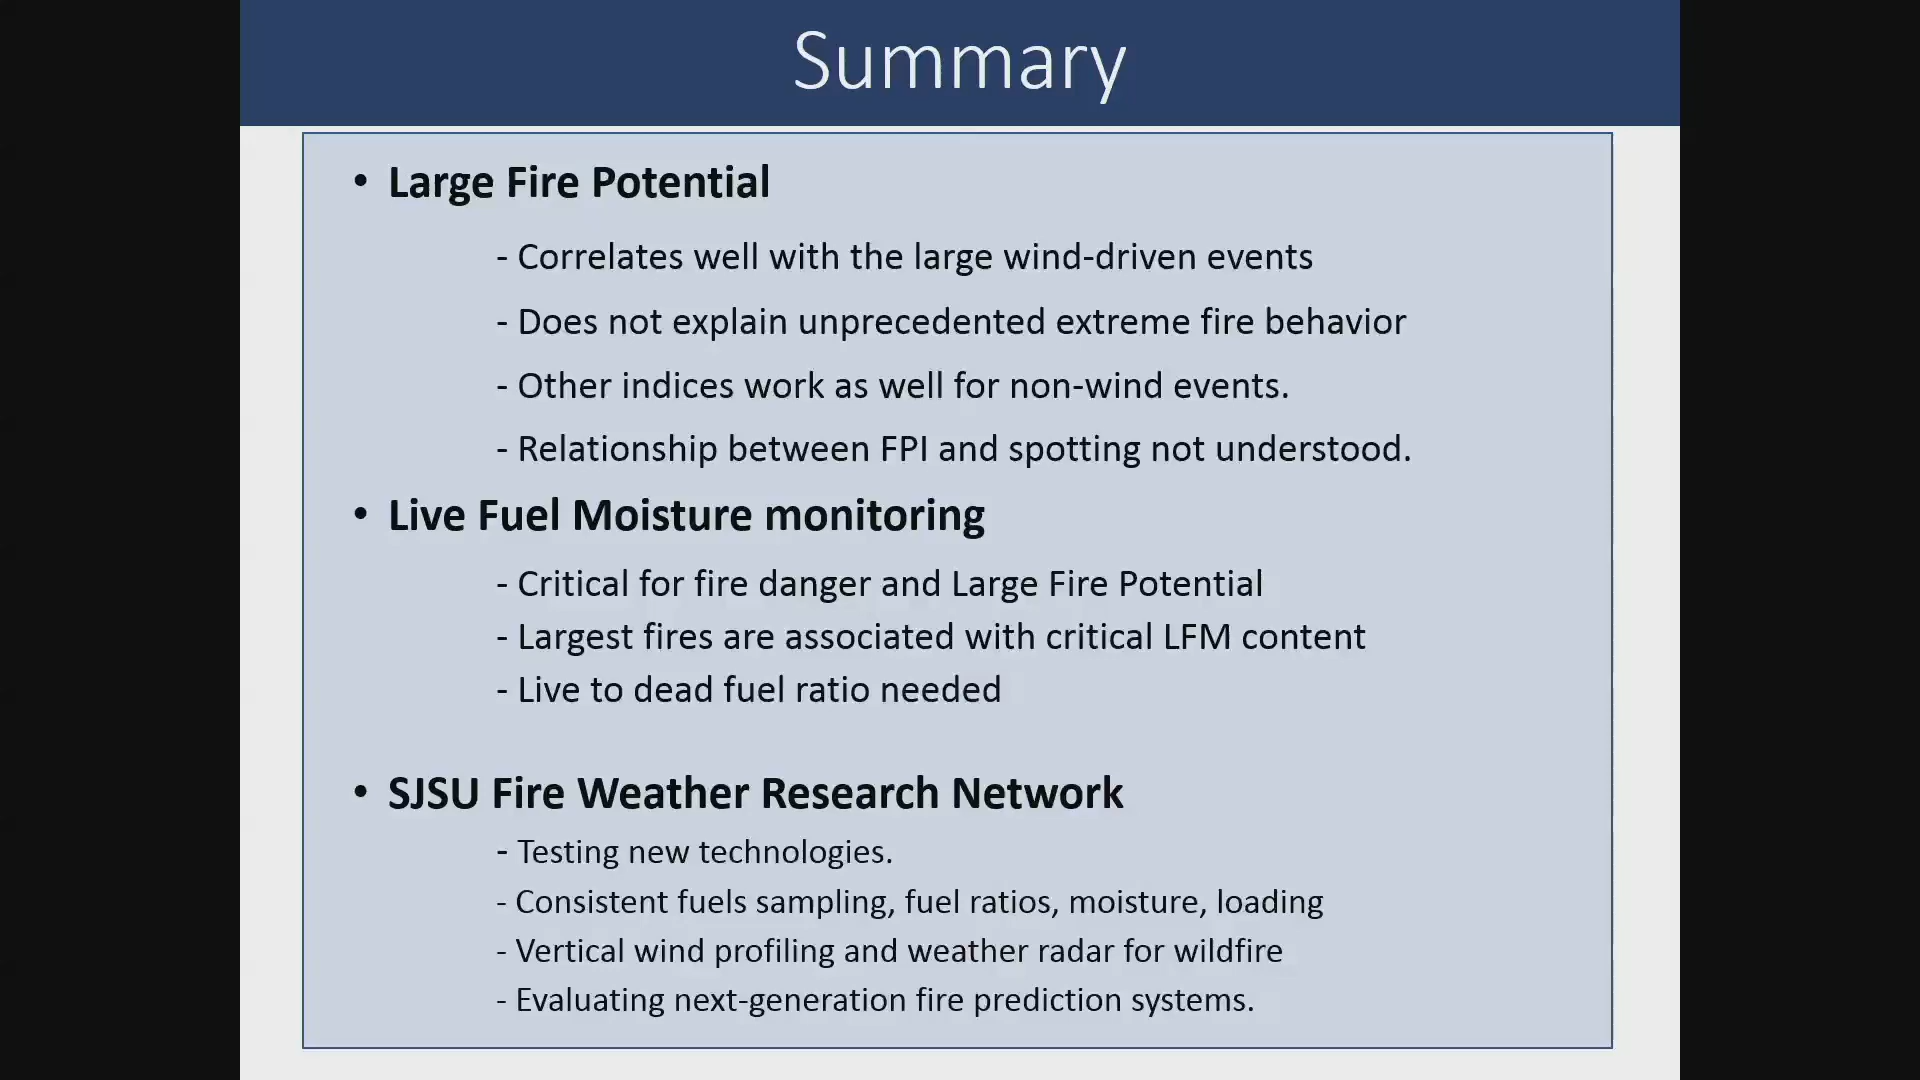 Summary
• Large Fire Potential
- Correlates well with the large wind-driven events
- Does not explain unprecedented extreme fire behavior
- Other indices work as well for non-wind events.
- Relationship between FPI and spotting not understood.
• Live Fuel Moisture monitoring
- Critical for fire danger and Large Fire Potential
- Largest fires are associated with critical LFM content
- Live to dead fuel ratio needed
• SJSU Fire Weather Research Network
- Testing new technologies.
- Consistent fuels sampling, fuel ratios, moisture, loading
- Vertical wind profiling and weather radar for wildfire
- Evaluating next-generation fire prediction systems.